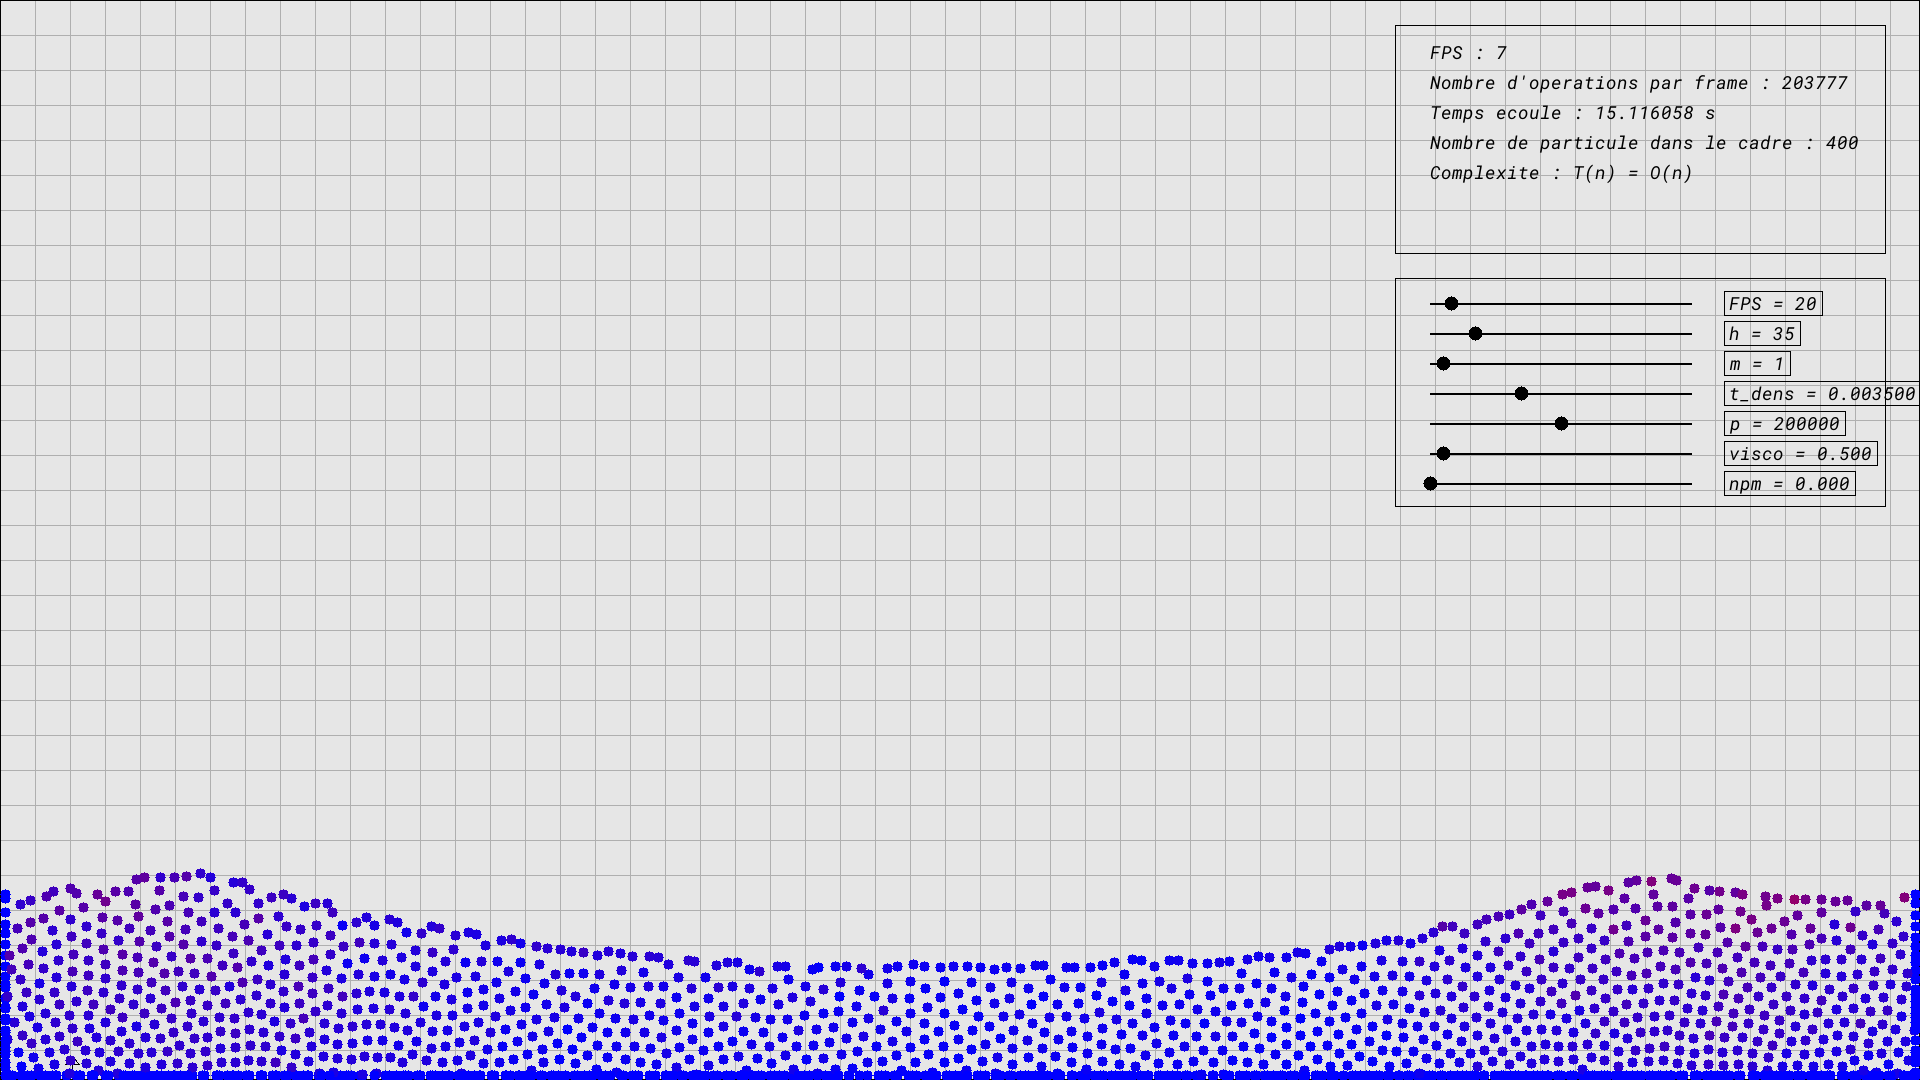 FPS : 7
Nombre d'operations par frame : 203777
Temps ecoule : 15.116058 s
Nombre de particule dans le cadre : 400
Complexite : T(n) = O(n)
FPS = 20
h = 35
m = 1
t_dens = 0.003500
p = 200000
visco = 0.500
npm = 0.000